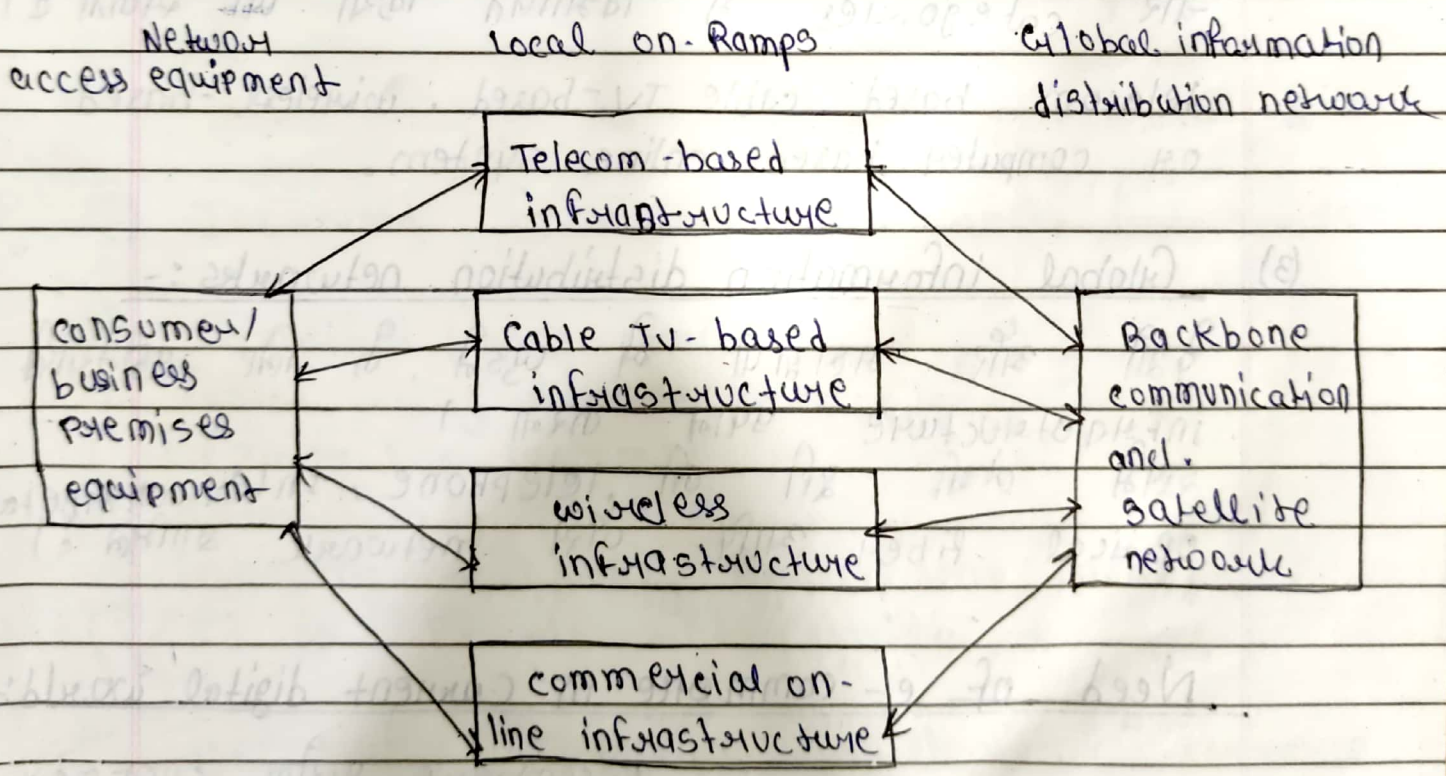 Networ
access equipment
Local on-Ramps
Global information
distribution network
Telecom-based
infrastructure
consumer/
business
premises
equipment
Cable TV-based
infrastructure
wireless
infrastructure
commercial on-
line infrastructure
Backbone
communication
and.
satellite
network